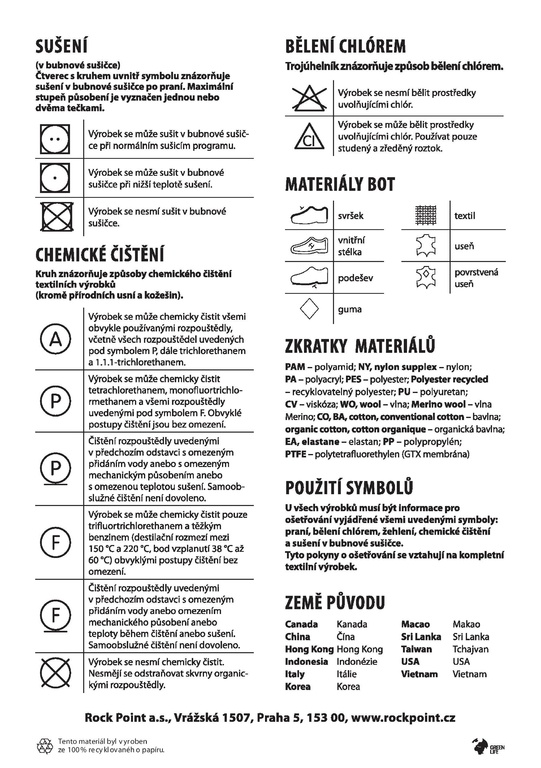 SUŠENÍ
(v bubnové sušičce)
Čtverec s kruhem uvnitř symbolu znázorňuje
sušení v bubnové sušičce po praní. Maximální
stupeň působení je vyznačen jednou nebo
dvěma tečkami.
Výrobek se může sušit v bubnové sušič-
ce při normálním sušicím programu.
Výrobek se může sušit v bubnové
sušičce při nižší teplotě sušení.
Výrobek se nesmí sušit v bubnové
sušičce.
CHEMICKÉ ČIŠTĚNÍ
Kruh znázorňuje způsoby chemického čištění
textilních výrobků
(kromě přírodních usní a kožešin).
A
Výrobek se může chemicky čistit všemi
obvykle používanými rozpouštědly,
včetně všech rozpouštědel uvedených
pod symbolem P, dále trichlorethanem
a 1.1.1-trichlorethanem.
P
Výrobek se může chemicky čistit
tetrachlorethanem, monofluortrichlo-
rmethanem a všemi rozpouštědly
uvedenými pod symbolem F. Obvyklé
postupy čištění jsou bez omezení.
P
Čištění rozpouštědly uvedenými
v předchozím odstavci s omezeným
přidáním vody anebo s omezeným
mechanickým působením anebo
s omezenou teplotou sušení. Samoob-
služné čištění není dovoleno.
F
Výrobek se může chemicky čistit pouze
trifluortrichlorethanem a těžkým
benzinem (destilační rozmezí mezi
150 °C a 220 °C, bod vzplanutí 38 °C až
60 °C) obvyklými postupy čištění bez
omezení.
F
Čištění rozpouštědly uvedenými
v předchozím odstavci s omezeným
přidáním vody anebo omezením
mechanického působení anebo
teploty během čištění anebo sušení.
Samoobslužné čištění není dovoleno.
Výrobek se nesmí chemicky čistit.
Nesmějí se odstraňovat skvrny organic-
kými rozpouštědly.
BĚLENÍ CHLÓREM
Trojúhelník znázorňuje způsob bělení chlórem.
Výrobek se nesmí bělit prostředky
uvolňujícími chlór.
Cl
Výrobek se může bělit prostředky
uvolňujícími chlór. Používat pouze
studený a zředěný roztok.
MATERIÁLY BOT
svršek
textil
vnitřní
stélka
useň
podešev
povrstvená
useň
guma
ZKRATKY MATERIÁLŮ
PAM – polyamid; NY, nylon supplex – nylon;
PA – polyacryl; PES – polyester; Polyester recycled
– recyklovatelný polyester; PU – polyuretan;
CV – viskóza; WO, wool – vlna; Merino wool – vlna
Merino; CO, BA, cotton, conventional cotton – bavlna;
organic cotton, cotton organique – organická bavlna;
EA, elastane – elastan; PP – polypropylén;
PTFE – polytetrafluorethylen (GTX membrána)
POUŽITÍ SYMBOLŮ
U všech výrobků musí být informace pro
ošetřování vyjádřené všemi uvedenými symboly:
praní, bělení chlórem, žehlení, chemické čištění
a sušení v bubnové sušičce.
Tyto pokyny o ošetřování se vztahují na kompletní
textilní výrobek.
ZEMĚ PŮVODU
Canada Kanada
China Čína
Hong Kong Hong Kong
Indonesia Indonézie
Italy Itálie
Korea Korea
Macao Makao
Sri Lanka Sri Lanka
Taiwan Tchajvan
USA USA
Vietnam Vietnam
Rock Point a.s., Vrážská 1507, Praha 5, 153 00, www.rockpoint.cz
Tento materiál byl vyroben
ze 100% recyklovaného papíru.
GREEN
LIFE